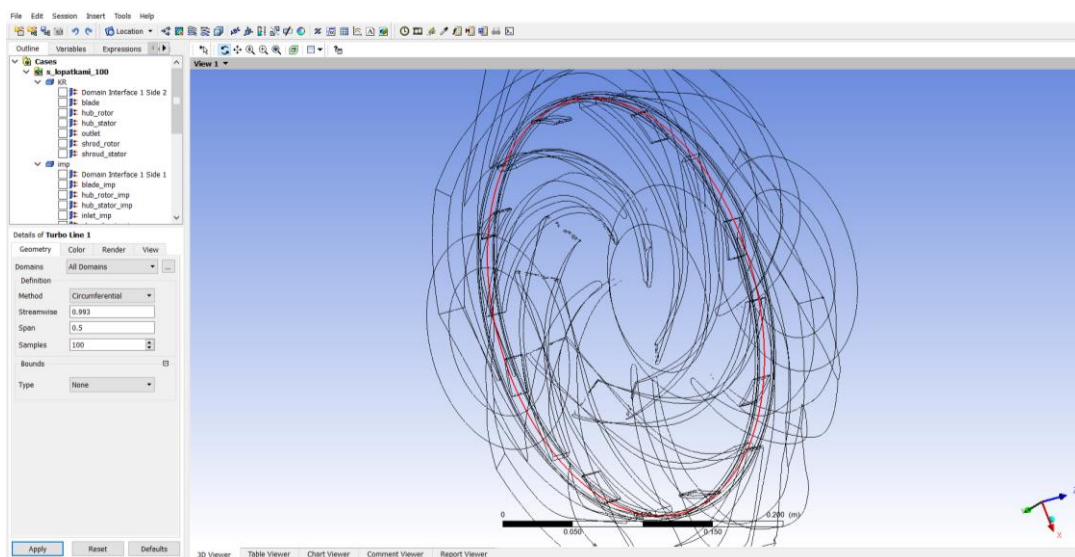 File Edit Session Insert Tools Help
Location
Outline Variables Expressions
View 1
Cases
s_lopatkami_100
KR
Domain Interface 1 Side 2
blade
hub_rotor
hub_stator
outlet
shrod_rotor
shroud_stator
imp
Domain Interface 1 Side 1
blade_imp
hub_rotor_imp
hub_stator_imp
inlet_imp
Details of Turbo Line 1
Geometry Color Render View
Domains All Domains ...
Definition
Method Circumferential
Streamwise 0.993
Span 0.5
Samples 100
Bounds
Type None
0 0.100 0.200 (m)
0.050 0.150
X
Apply Reset Defaults
3D Viewer Table Viewer Chart Viewer Comment Viewer Report Viewer